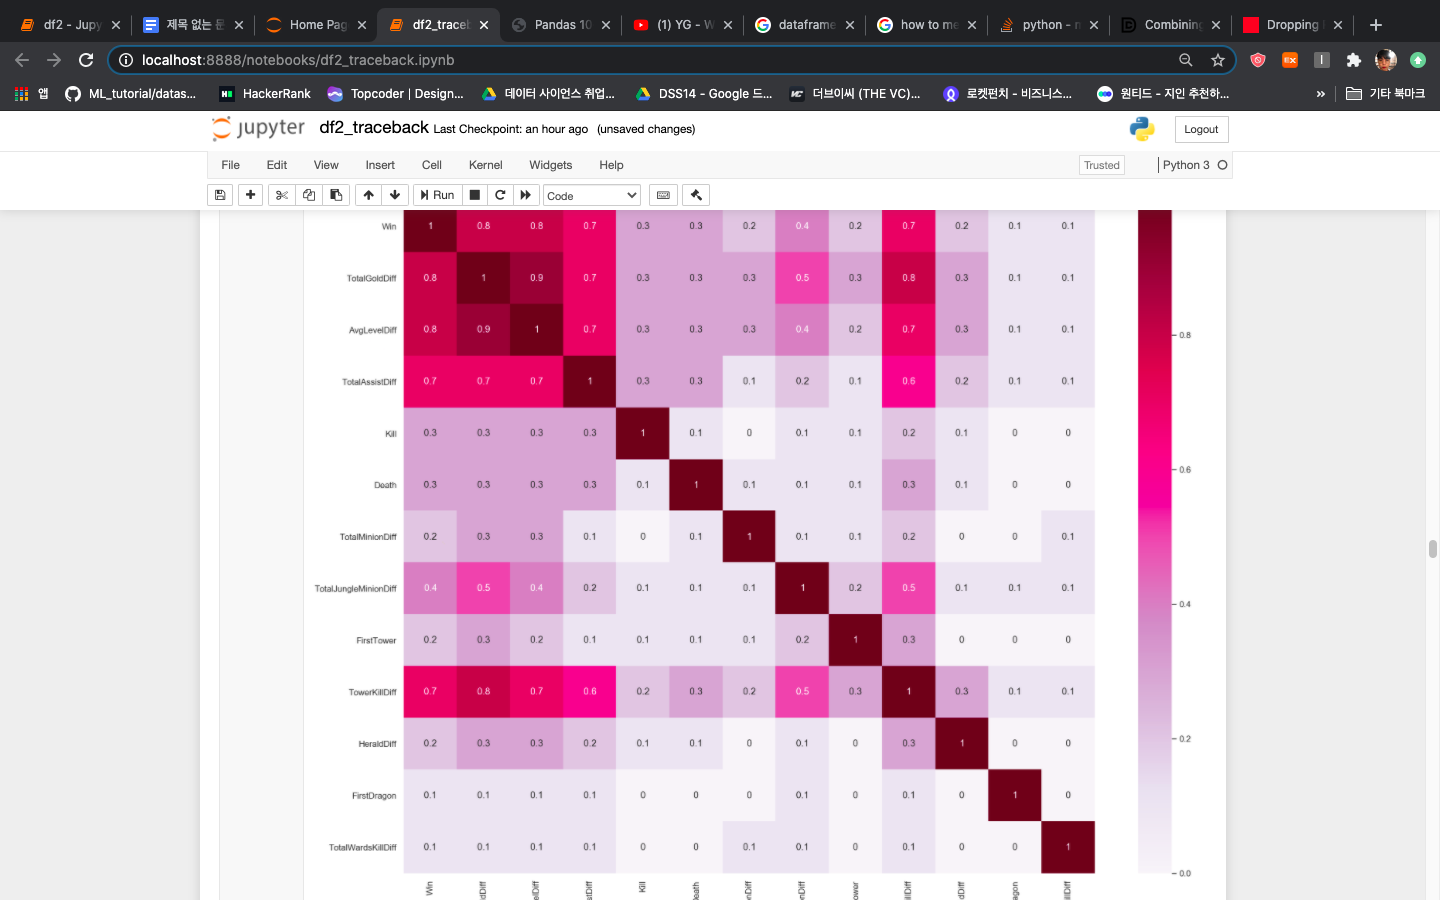 df2 - Jupy
제목 없는 문
Home Pag
df2_traceb
Pandas 10
(1) YG - W
dataframe
how to me
python - n
Combining
Dropping
localhost:8888/notebooks/df2_traceback.ipynb
앱
ML_tutorial/datas...
HackerRank
Topcoder | Design...
데이터 사이언스 취업...
DSS14 - Google 드...
더브이씨 (THE VC)...
로켓펀치 - 비즈니스...
원티드 - 지인 추천하...
»
기타 북마크
jupyter df2_traceback Last Checkpoint: an hour ago (unsaved changes)
Logout
File Edit View Insert Cell Kernel Widgets Help
Trusted
Python 3
Run
Code
Win 1 0.8 0.8 0.7 0.3 0.3 0.2 0.4 0.2 0.7 0.2 0.1 0.1
TotalGoldDiff 0.8 1 0.9 0.7 0.3 0.3 0.3 0.5 0.3 0.8 0.3 0.1 0.1
AvgLevelDiff 0.8 0.9 1 0.7 0.3 0.3 0.3 0.4 0.2 0.7 0.3 0.1 0.1
TotalAssistDiff 0.7 0.7 0.7 1 0.3 0.3 0.1 0.2 0.1 0.6 0.2 0.1 0.1
Kill 0.3 0.3 0.3 0.3 1 0.1 0 0.1 0.1 0.2 0.1 0 0
Death 0.3 0.3 0.3 0.3 0.1 1 0.1 0.1 0.1 0.3 0.1 0 0
TotalMinionDiff 0.2 0.3 0.3 0.1 0 0.1 1 0.1 0.1 0.2 0 0 0.1
TotalJungleMinionDiff 0.4 0.5 0.4 0.2 0.1 0.1 0.1 1 0.2 0.5 0.1 0.1 0.1
FirstTower 0.2 0.3 0.2 0.1 0.1 0.1 0.1 0.2 1 0.3 0 0 0
TowerKillDiff 0.7 0.8 0.7 0.6 0.2 0.3 0.2 0.5 0.3 1 0.3 0.1 0.1
HeraldDiff 0.2 0.3 0.3 0.2 0.1 0.1 0 0.1 0 0.3 1 0 0
FirstDragon 0.1 0.1 0.1 0.1 0 0 0 0.1 0 0.1 0 1 0
TotalWardsKillDiff 0.1 0.1 0.1 0.1 0 0 0.1 0.1 0 0.1 0 0 1
0.8
0.6
0.4
0.2
0.0
Win
Kill